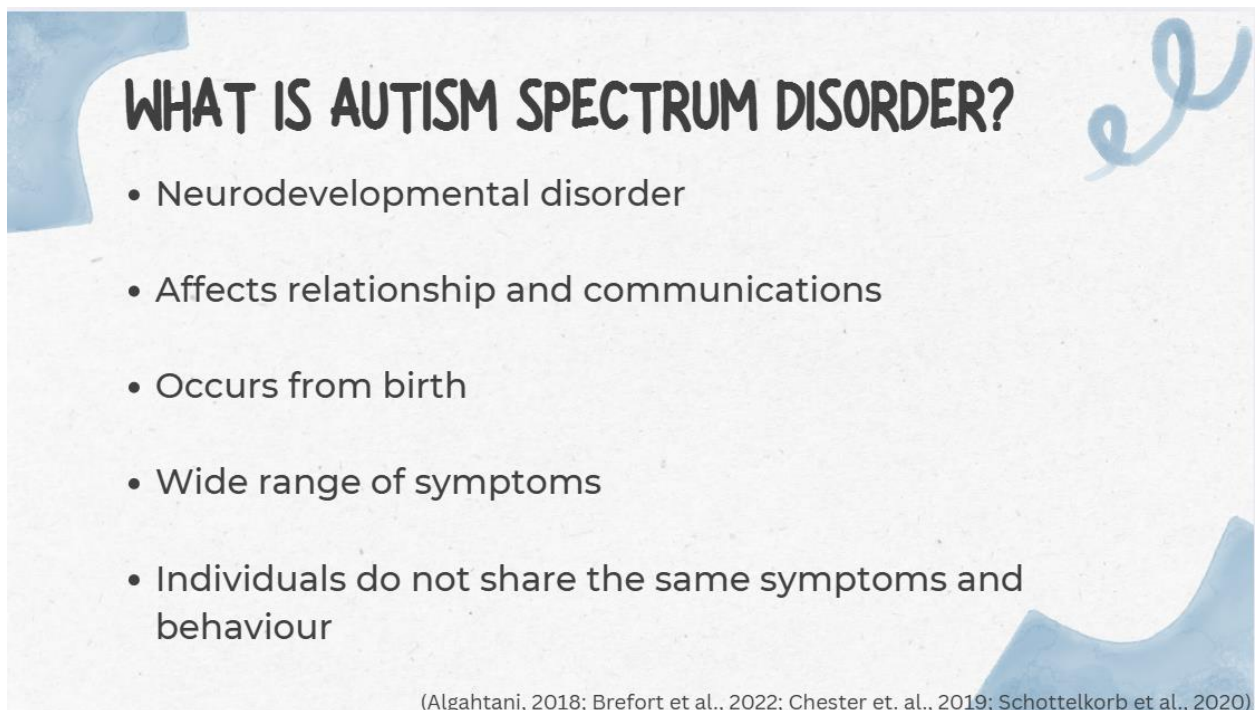 WHAT IS AUTISM SPECTRUM DISORDER?
• Neurodevelopmental disorder
• Affects relationship and communications
• Occurs from birth
• Wide range of symptoms
• Individuals do not share the same symptoms and
behaviour
(Algahtani, 2018; Brefort et al., 2022; Chester et. al., 2019; Schottelkorb et al., 2020)